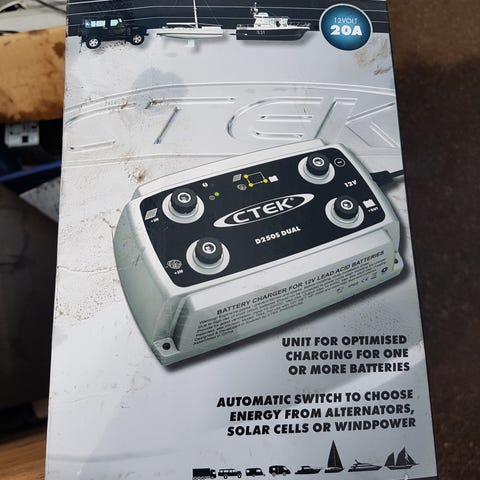 12VOLT
20A
CTEK
12V
CTEK
D250S DUAL
BATTERY CHARGER FOR 12V LEAD ACID BATTERIES
UNIT FOR OPTIMISED
CHARGING FOR ONE
OR MORE BATTERIES
AUTOMATIC SWITCH TO CHOOSE
ENERGY FROM ALTERNATORS,
SOLAR CELLS OR WINDPOWER